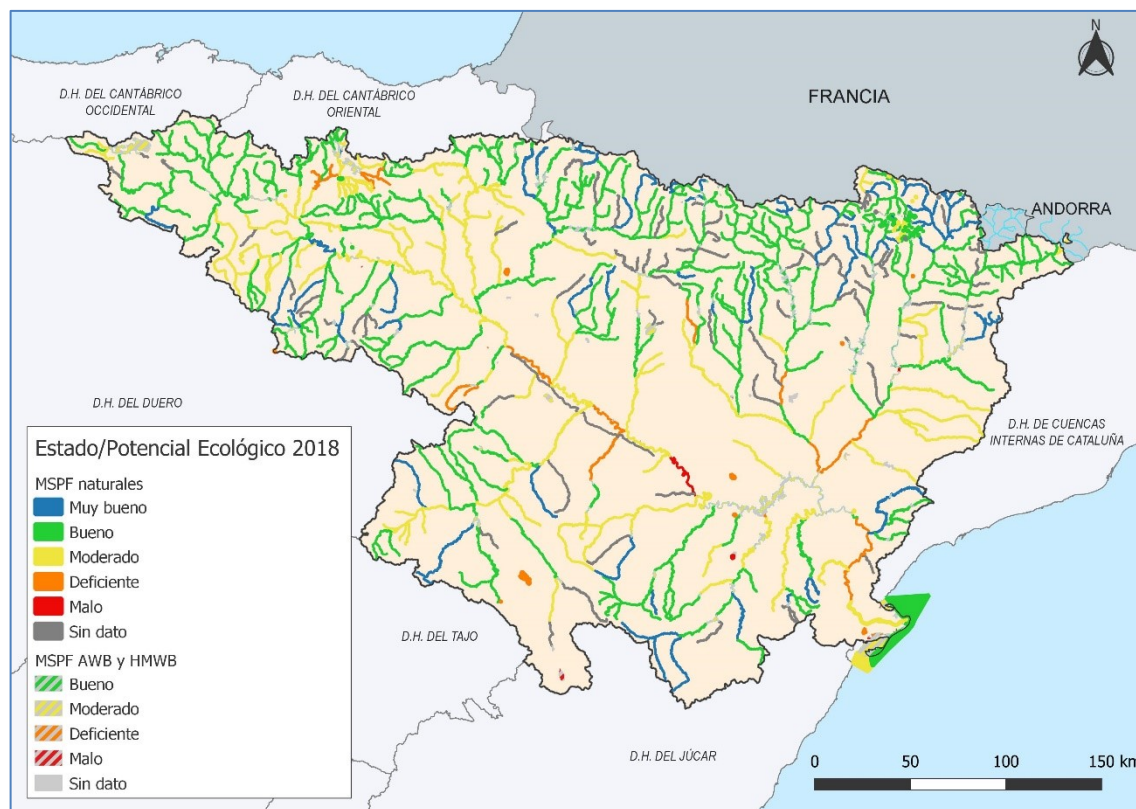 N
D.H. DEL CANTÁBRICO
OCCIDENTAL
D.H. DEL CANTÁBRICO
ORIENTAL
FRANCIA
ANDORRA
D.H. DEL DUERO
D.H. DE CUENCAS
INTERNAS DE CATALUÑA
D.H. DEL TAJO
D.H. DEL JÚCAR
Estado/Potencial Ecológico 2018
MSPF naturales
Muy bueno
Bueno
Moderado
Deficiente
Malo
Sin dato
MSPF AWB y HMWB
Bueno
Moderado
Deficiente
Malo
Sin dato
0 50 100 150 km